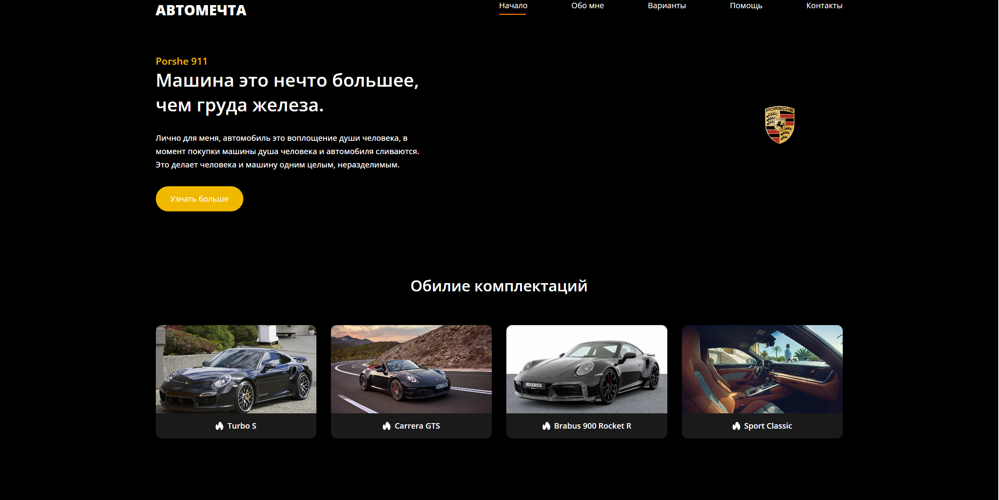 АВТОМЕЧТА
Начало Обо мне Варианты Помощь Контакты
Porshe 911
Машина это нечто большее,
чем груда железа.
PORSCHE
Лично для меня, автомобиль это воплощение души человека, в
момент покупки машины душа человека и автомобиля сливаются.
Это делает человека и машину одним целым, неразделимым.
Узнать больше
Обилие комплектаций
BRABUS
Turbo S
Carrera GTS
Brabus 900 Rocket R
Sport Classic